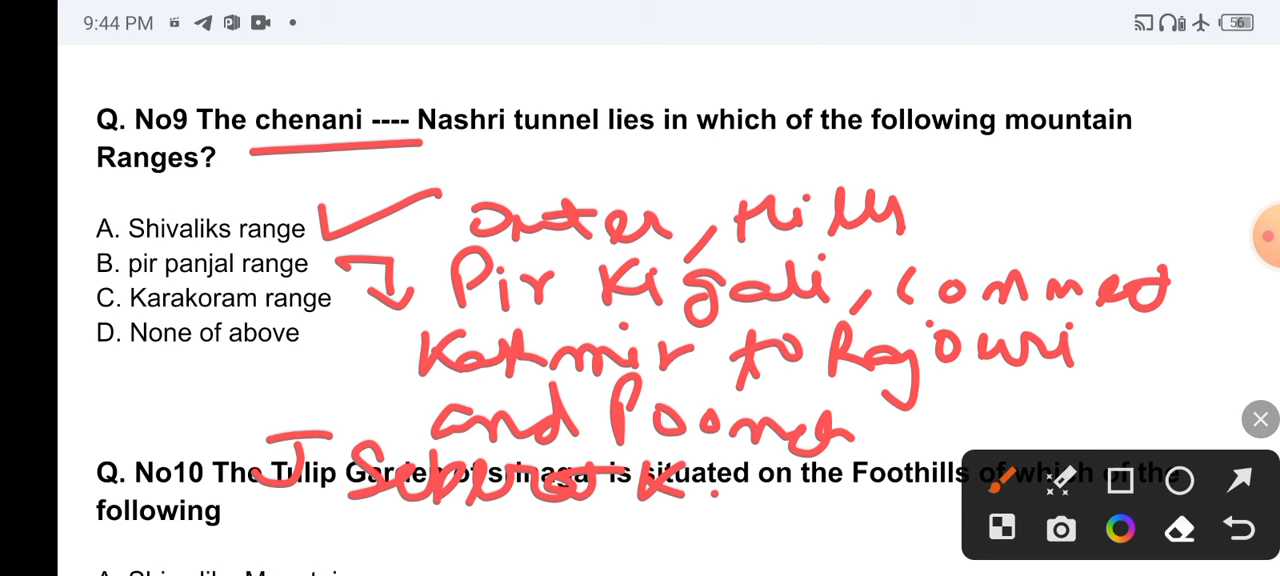 9:44 PM
56
Q. No9 The chenani ---- Nashri tunnel lies in which of the following mountain
Ranges?
A. Shivaliks range
Outer, Hills
B. pir panjal range
Pir Ki gali, Connect
C. Karakoram range
Kashmir to Rajouri
D. None of above
and Poonch
J Seperat K.
Q. No10 The Tulip Garden of srinagar is situated on the Foothills of which of the
following